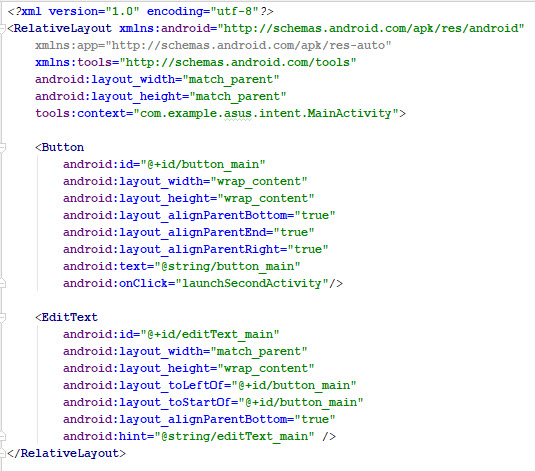 <?xml version="1.0" encoding="utf-8"?>
<RelativeLayout xmlns:android="http://schemas.android.com/apk/res/android"
    xmlns:app="http://schemas.android.com/apk/res-auto"
    xmlns:tools="http://schemas.android.com/tools"
    android:layout_width="match_parent"
    android:layout_height="match_parent"
    tools:context="com.example.asus.intent.MainActivity">

    <Button
        android:id="@+id/button_main"
        android:layout_width="wrap_content"
        android:layout_height="wrap_content"
        android:layout_alignParentBottom="true"
        android:layout_alignParentEnd="true"
        android:layout_alignParentRight="true"
        android:text="@string/button_main"
        android:onClick="launchSecondActivity"/>

    <EditText
        android:id="@+id/editText_main"
        android:layout_width="match_parent"
        android:layout_height="wrap_content"
        android:layout_toLeftOf="@+id/button_main"
        android:layout_toStartOf="@+id/button_main"
        android:layout_alignParentBottom="true"
        android:hint="@string/editText_main" />
</RelativeLayout>